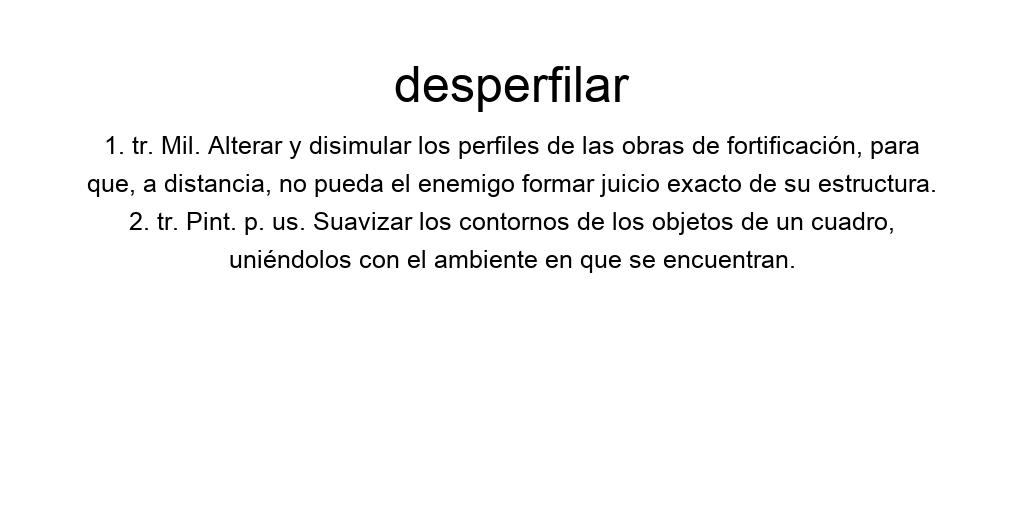 desperfilar
1. tr. Mil. Alterar y disimular los perfiles de las obras de fortificación, para
que, a distancia, no pueda el enemigo formar juicio exacto de su estructura.
2. tr. Pint. p. us. Suavizar los contornos de los objetos de un cuadro,
uniéndolos con el ambiente en que se encuentran.